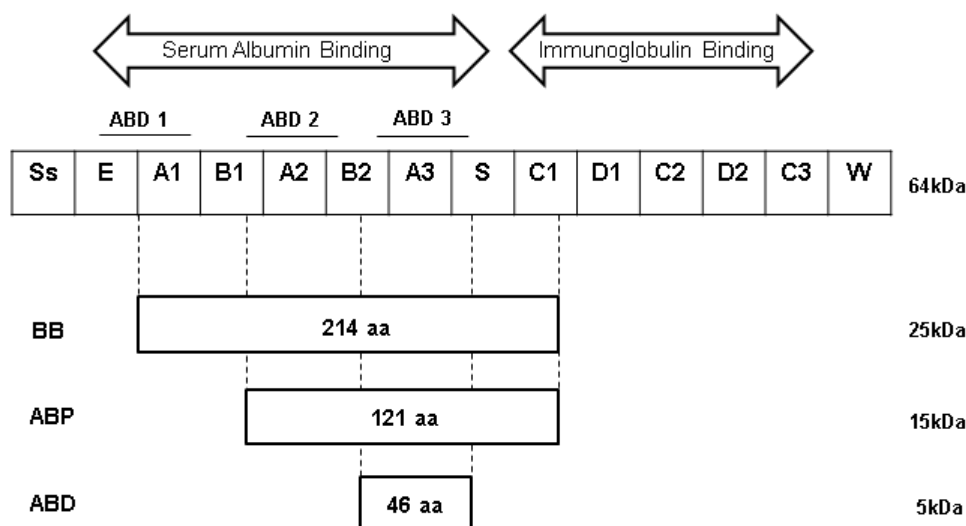 Serum Albumin Binding Immunoglobulin Binding
ABD 1 ABD 2 ABD 3
Ss E A1 B1 A2 B2 A3 S C1 D1 C2 D2 C3 W 64kDa
BB 214 aa 25kDa
ABP 121 aa 15kDa
ABD 46 aa 5kDa